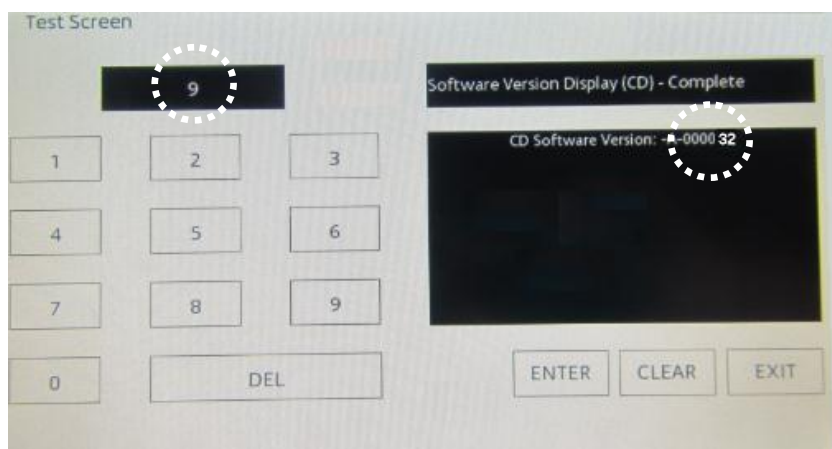 Test Screen
9
Software Version Display (CD) - Complete
CD Software Version: -A-0000 32
1 2 3
4 5 6
7 8 9
0 DEL
ENTER CLEAR EXIT